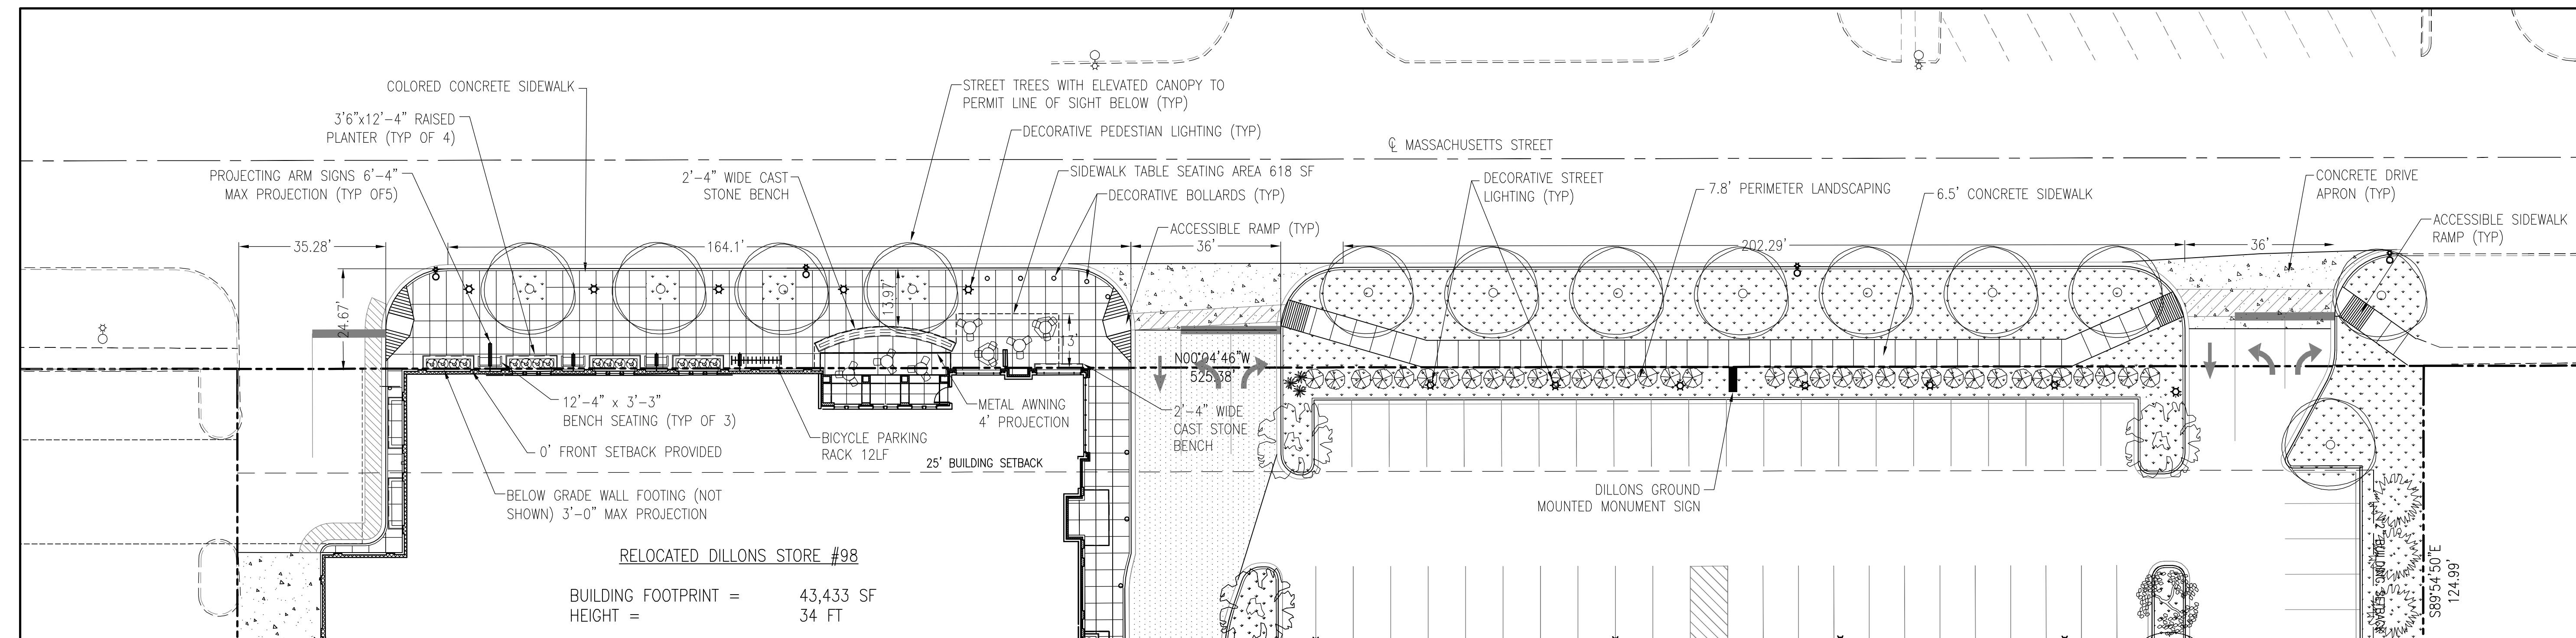 COLORED CONCRETE SIDEWALK
3'6"x12'-4" RAISED
PLANTER (TYP OF 4)
PROJECTING ARM SIGNS 6'-4"
MAX PROJECTION (TYP OF5)
2'-4" WIDE CAST
STONE BENCH
STREET TREES WITH ELEVATED CANOPY TO
PERMIT LINE OF SIGHT BELOW (TYP)
DECORATIVE PEDESTIAN LIGHTING (TYP)
SIDEWALK TABLE SEATING AREA 618 SF
DECORATIVE BOLLARDS (TYP)
ACCESSIBLE RAMP (TYP)
℄ MASSACHUSETTS STREET
DECORATIVE STREET
LIGHTING (TYP)
7.8' PERIMETER LANDSCAPING
6.5' CONCRETE SIDEWALK
CONCRETE DRIVE
APRON (TYP)
ACCESSIBLE SIDEWALK
RAMP (TYP)
35.28'
164.1'
36'
202.29'
36'
24.67'
13.97'
13'
N00°04'46"W
525.38'
12'-4" x 3'-3"
BENCH SEATING (TYP OF 3)
0' FRONT SETBACK PROVIDED
BELOW GRADE WALL FOOTING (NOT
SHOWN) 3'-0" MAX PROJECTION
BICYCLE PARKING
RACK 12LF
METAL AWNING
4' PROJECTION
2'-4" WIDE
CAST STONE
BENCH
25' BUILDING SETBACK
DILLONS GROUND
MOUNTED MONUMENT SIGN
RELOCATED DILLONS STORE #98
BUILDING FOOTPRINT = 43,433 SF
HEIGHT = 34 FT
BUILDING SETBACK
S89°54'50"E
124.99'